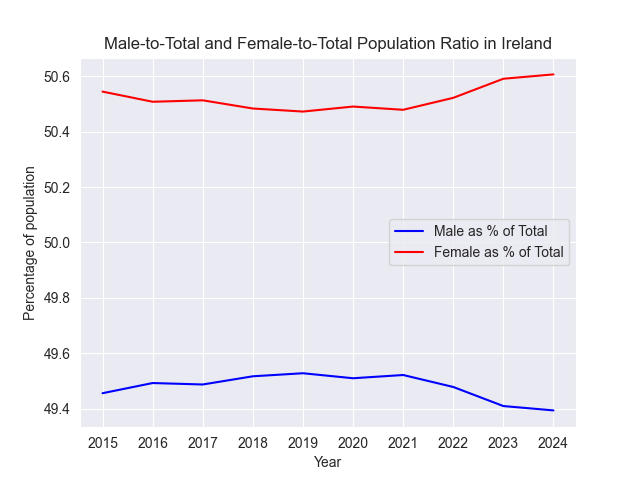 Male-to-Total and Female-to-Total Population Ratio in Ireland
50.6
50.4
50.2
50.0
49.8
49.6
49.4
Percentage of population
Male as % of Total
Female as % of Total
2015 2016 2017 2018 2019 2020 2021 2022 2023 2024
Year